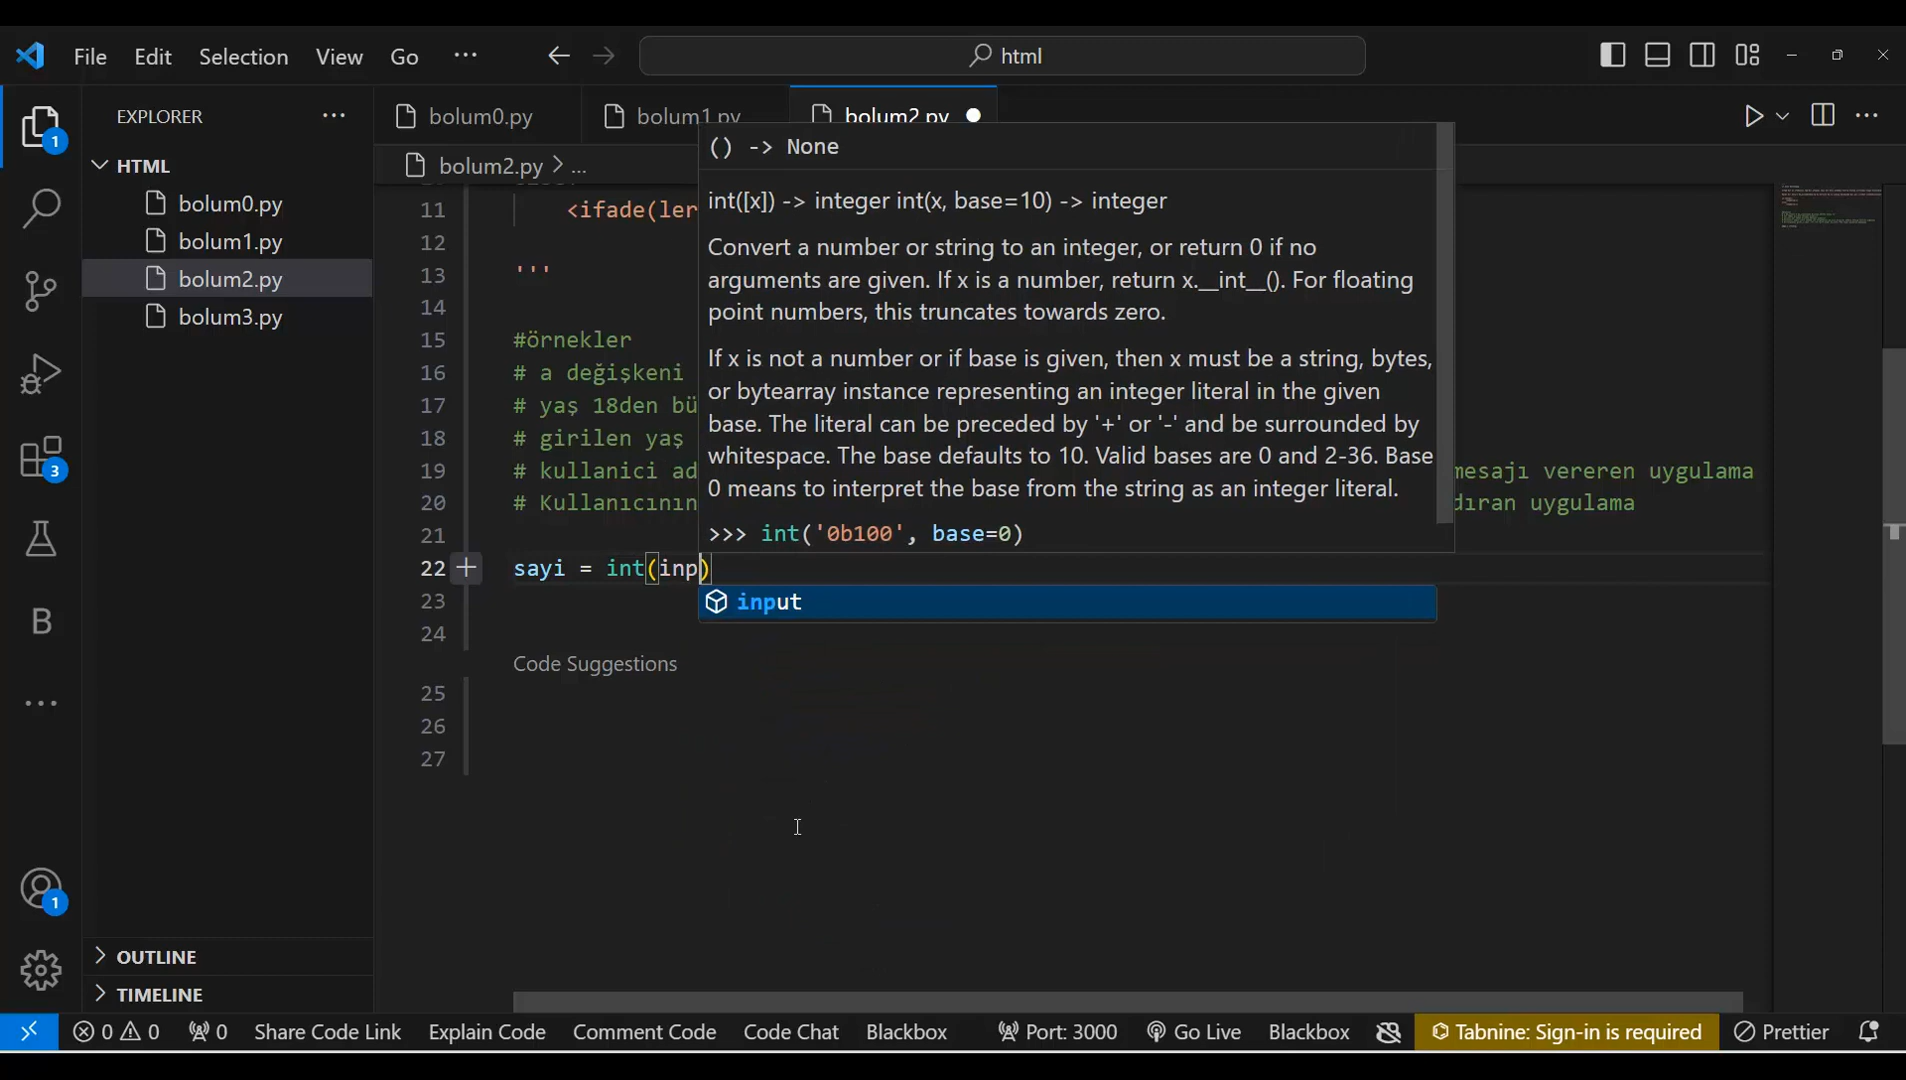 File Edit Selection View Go ··· html
EXPLORER ···
HTML
bolum0.py
bolum1.py
bolum2.py
bolum3.py
OUTLINE
TIMELINE
1
3
B
···
1
bolum0.py bolum1.py bolum2.py
bolum2.py > ...
() -> None
int([x]) -> integer int(x, base=10) -> integer
Convert a number or string to an integer, or return 0 if no
arguments are given. If x is a number, return x.__int__(). For floating
point numbers, this truncates towards zero.
If x is not a number or if base is given, then x must be a string, bytes,
or bytearray instance representing an integer literal in the given
base. The literal can be preceded by '+' or '-' and be surrounded by
whitespace. The base defaults to 10. Valid bases are 0 and 2-36. Base
0 means to interpret the base from the string as an integer literal.
>>> int('0b100', base=0)
11 <ifade(ler
12
13 '''
14
15 #örnekler
16 # a değişkeni
17 # yaş 18den bü
18 # girilen yaş
19 # kullanici ad mesajı vereren uygulama
20 # Kullanıcının dıran uygulama
21
22 sayi = int(inp)
input
23
24
Code Suggestions
25
26
27
0 0 0 Share Code Link Explain Code Comment Code Code Chat Blackbox Port: 3000 Go Live Blackbox Tabnine: Sign-in is required Prettier